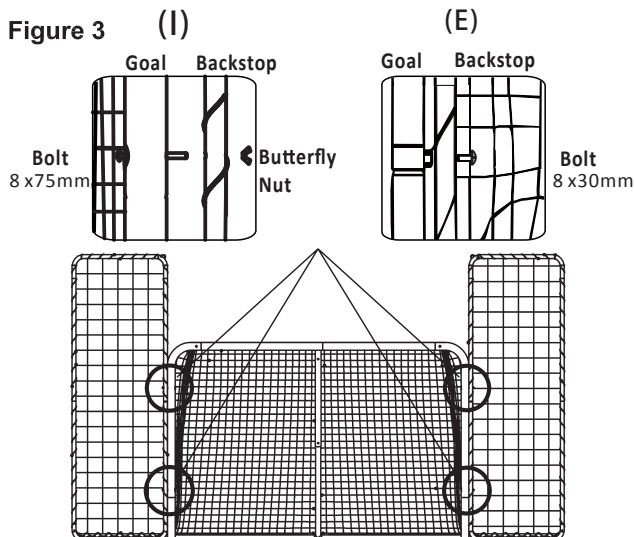 Figure 3
(I)
(E)
Goal Backstop
Goal Backstop
Bolt
8 x75mm
Butterfly
Nut
Bolt
8 x30mm